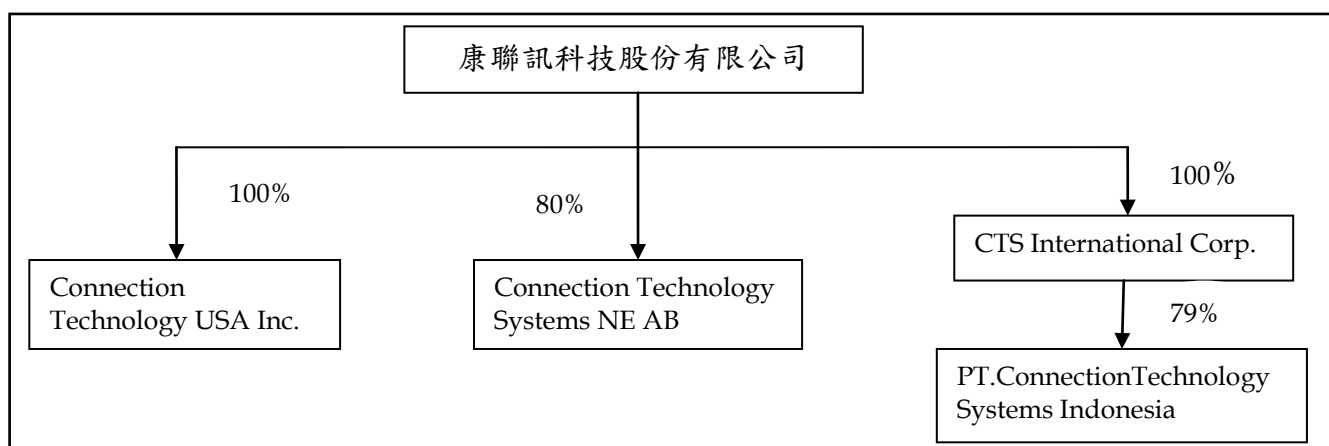 康聯訊科技股份有限公司
100%
80%
100%
Connection
Technology USA Inc.
Connection Technology
Systems NE AB
CTS International Corp.
79%
PT.ConnectionTechnology
Systems Indonesia